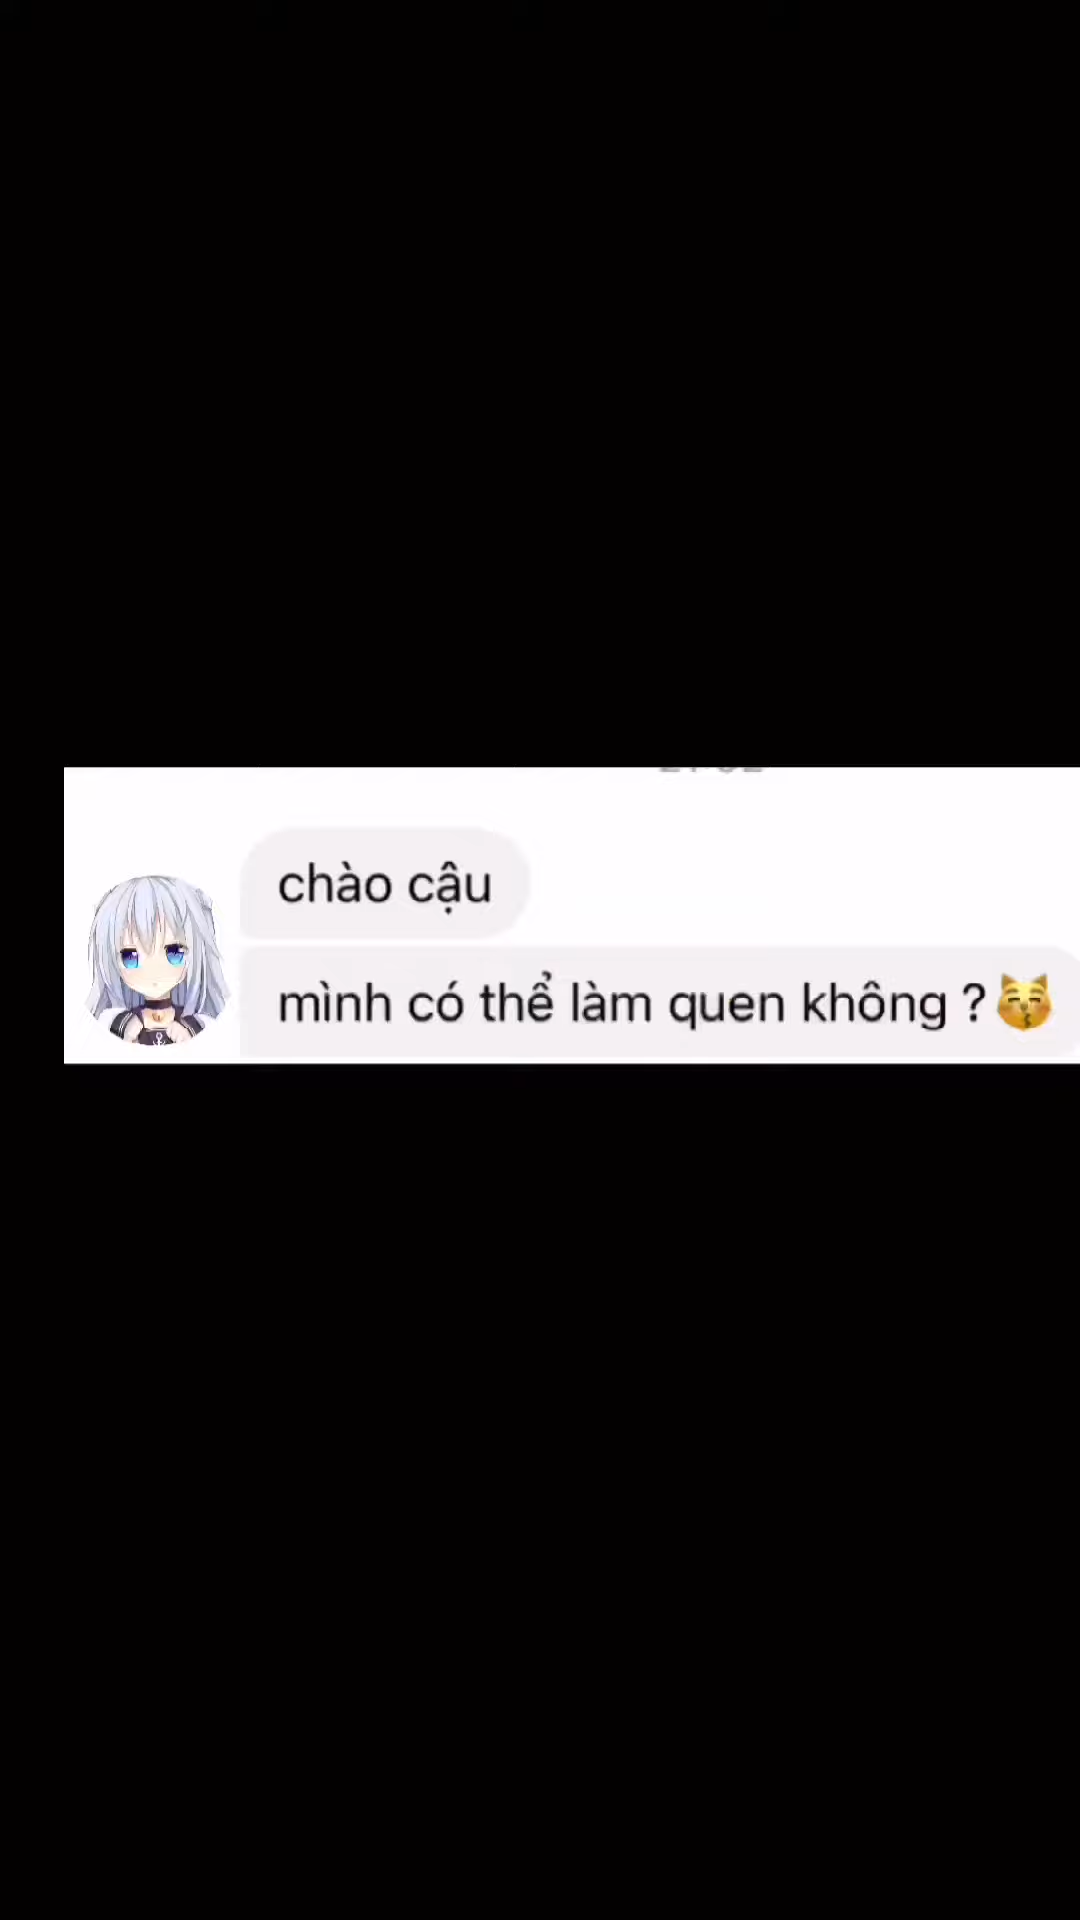 chào cậu
mình có thể làm quen không ?😽